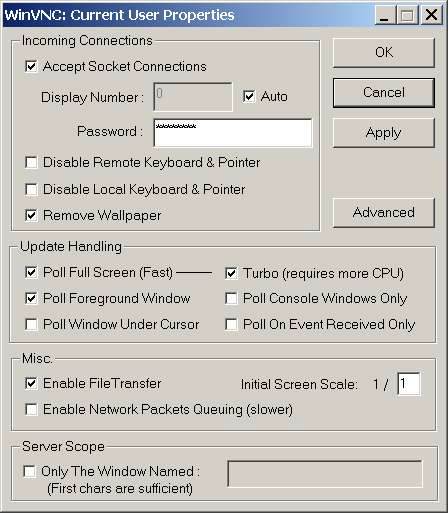 WinVNC: Current User Properties
Incoming Connections
Accept Socket Connections
Display Number : 0 Auto
Password : ********
Disable Remote Keyboard & Pointer
Disable Local Keyboard & Pointer
Remove Wallpaper
OK
Cancel
Apply
Advanced
Update Handling
Poll Full Screen (Fast) Turbo (requires more CPU)
Poll Foreground Window Poll Console Windows Only
Poll Window Under Cursor Poll On Event Received Only
Misc.
Enable FileTransfer Initial Screen Scale: 1 / 1
Enable Network Packets Queuing (slower)
Server Scope
Only The Window Named :
(First chars are sufficient)